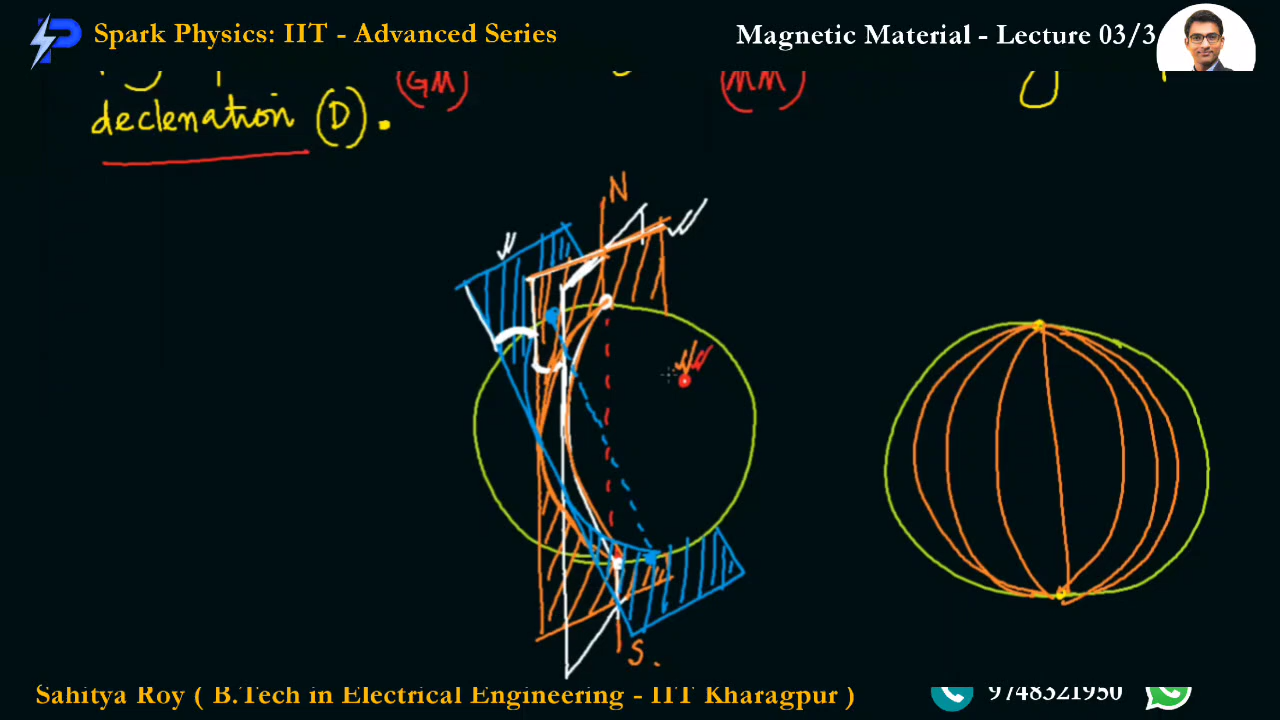 Spark Physics: IIT - Advanced Series
Magnetic Material - Lecture 03/3
(GM)
(MM)
declenation (D).
N
S.
Sahitya Roy ( B.Tech in Electrical Engineering - IIT Kharagpur )
9748321950